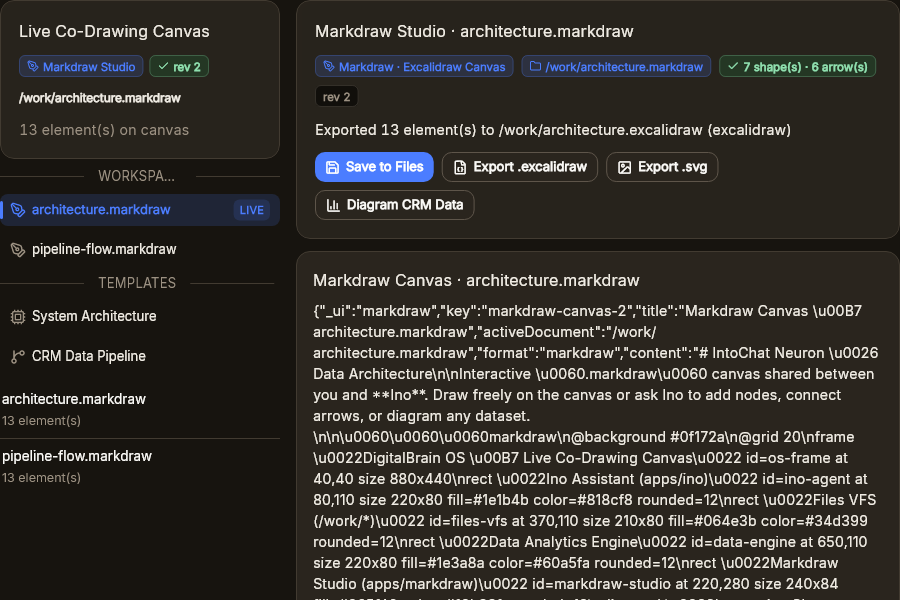 Live Co-Drawing Canvas
Markdraw Studio
rev 2
/work/architecture.markdraw
13 element(s) on canvas
WORKSPA...
architecture.markdraw
LIVE
pipeline-flow.markdraw
TEMPLATES
System Architecture
CRM Data Pipeline
architecture.markdraw
13 element(s)
pipeline-flow.markdraw
13 element(s)
Markdraw Studio · architecture.markdraw
Markdraw · Excalidraw Canvas
/work/architecture.markdraw
7 shape(s) · 6 arrow(s)
rev 2
Exported 13 element(s) to /work/architecture.excalidraw (excalidraw)
Save to Files
Export .excalidraw
Export .svg
Diagram CRM Data
Markdraw Canvas · architecture.markdraw
{"_ui":"markdraw","key":"markdraw-canvas-2","title":"Markdraw Canvas \u00B7
architecture.markdraw","activeDocument":"/work/
architecture.markdraw","format":"markdraw","content":"# IntoChat Neuron \u0026
Data Architecture\n\nInteractive \u0060.markdraw\u0060 canvas shared between
you and **Ino**. Draw freely on the canvas or ask Ino to add nodes, connect
arrows, or diagram any dataset.
\n\n\u0060\u0060\u0060markdraw\n@background #0f172a\n@grid 20\nframe
\u0022DigitalBrain OS \u00B7 Live Co-Drawing Canvas\u0022 id=os-frame at
40,40 size 880x440\nrect \u0022Ino Assistant (apps/ino)\u0022 id=ino-agent at
80,110 size 220x80 fill=#1e1b4b color=#818cf8 rounded=12\nrect \u0022Files VFS
(/work/*)\u0022 id=files-vfs at 370,110 size 210x80 fill=#064e3b color=#34d399
rounded=12\nrect \u0022Data Analytics Engine\u0022 id=data-engine at 650,110
size 220x80 fill=#1e3a8a color=#60a5fa rounded=12\nrect \u0022Markdraw
Studio (apps/markdraw)\u0022 id=markdraw-studio at 220,280 size 240x84